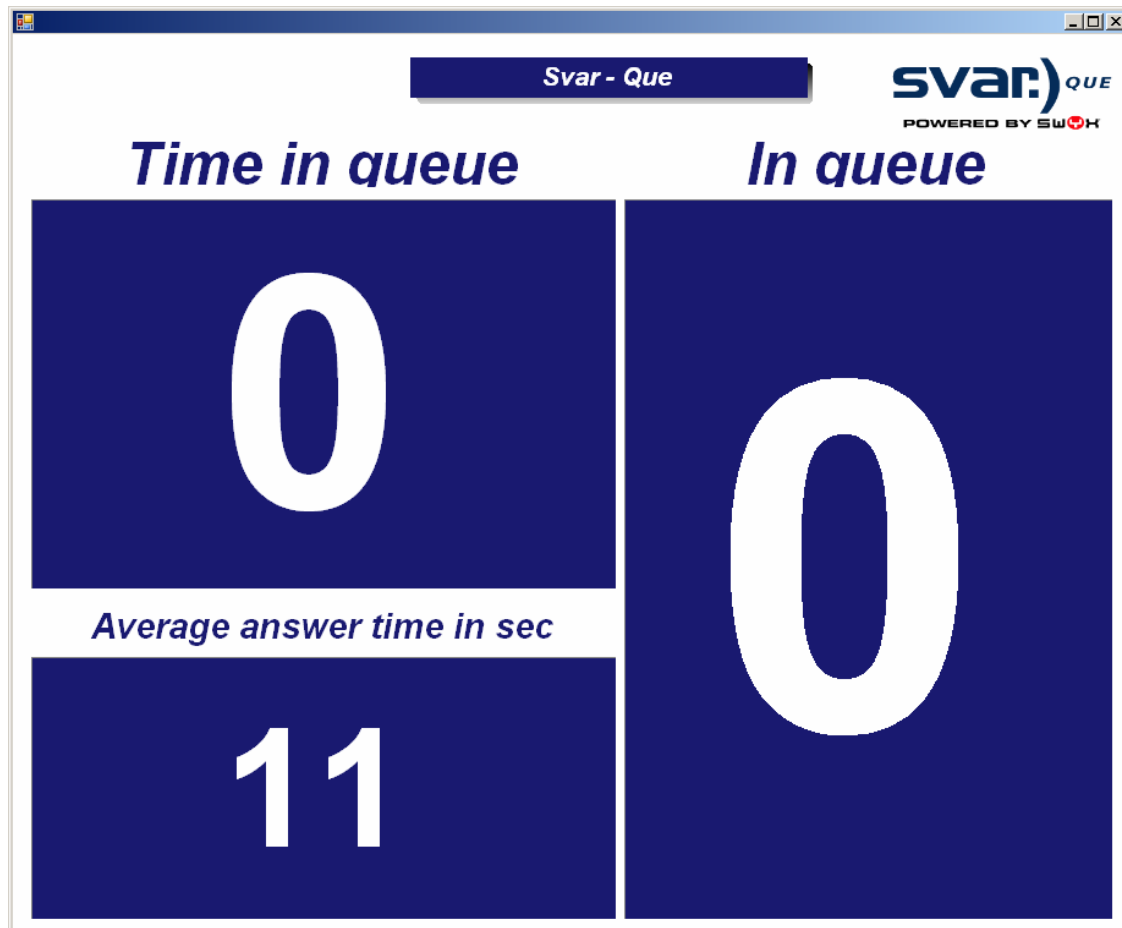 Svar - Que
svar:) QUE
POWERED BY SWYX
Time in queue
In queue
0
0
Average answer time in sec
11